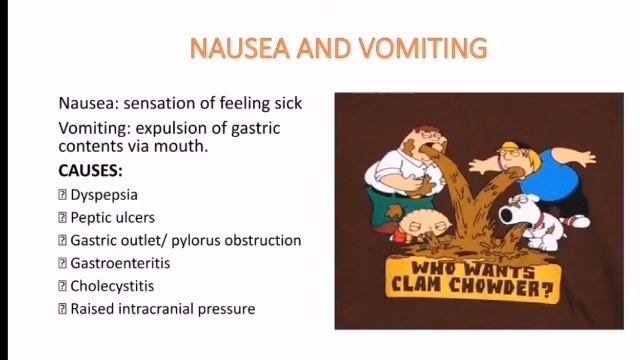 NAUSEA AND VOMITING
Nausea: sensation of feeling sick
Vomiting: expulsion of gastric
contents via mouth.
CAUSES:
⍰ Dyspepsia
⍰ Peptic ulcers
⍰ Gastric outlet/ pylorus obstruction
⍰ Gastroenteritis
⍰ Cholecystitis
⍰ Raised intracranial pressure
WHO WANTS
CLAM CHOWDER?